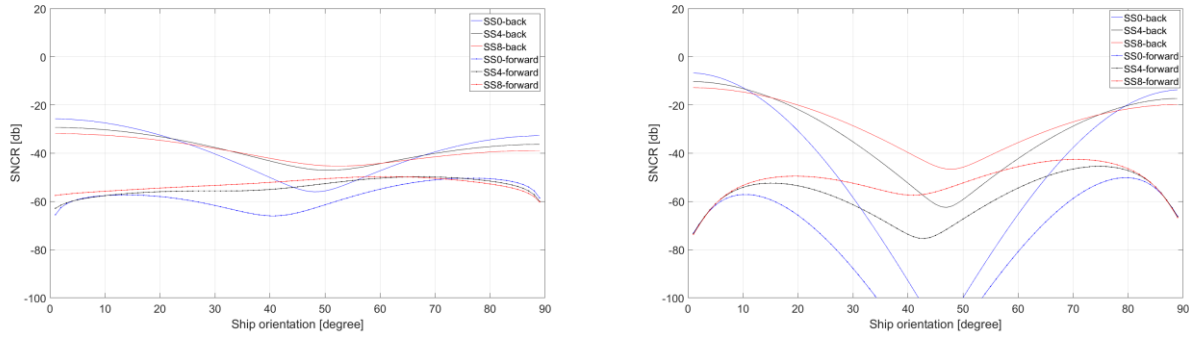 20
0
-20
-40
-60
-80
-100
SNCR [db]
0 10 20 30 40 50 60 70 80 90
Ship orientation [degree]
SS0-back
SS4-back
SS8-back
SS0-forward
SS4-forward
SS8-forward
20
0
-20
-40
-60
-80
-100
SNCR [db]
0 10 20 30 40 50 60 70 80 90
Ship orientation [degree]
SS0-back
SS4-back
SS8-back
SS0-forward
SS4-forward
SS8-forward